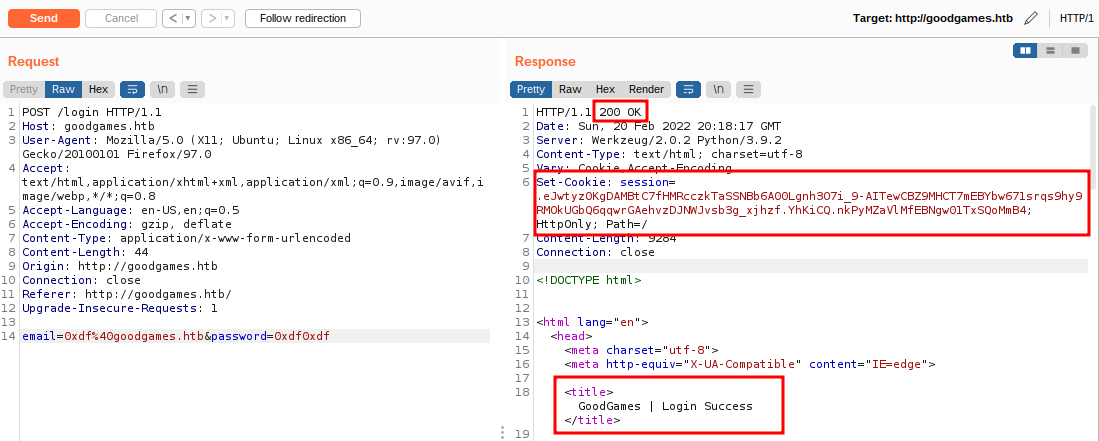 Send Cancel < > Follow redirection Target: http://goodgames.htb HTTP/1
Request
Pretty Raw Hex \n
1 POST /login HTTP/1.1
2 Host: goodgames.htb
3 User-Agent: Mozilla/5.0 (X11; Ubuntu; Linux x86_64; rv:97.0)
Gecko/20100101 Firefox/97.0
4 Accept:
text/html,application/xhtml+xml,application/xml;q=0.9,image/avif,i
mage/webp,*/*;q=0.8
5 Accept-Language: en-US,en;q=0.5
6 Accept-Encoding: gzip, deflate
7 Content-Type: application/x-www-form-urlencoded
8 Content-Length: 44
9 Origin: http://goodgames.htb
10 Connection: close
11 Referer: http://goodgames.htb/
12 Upgrade-Insecure-Requests: 1
13
14 email=0xdf%40goodgames.htb&password=0xdf0xdf
Response
Pretty Raw Hex Render \n
1 HTTP/1.1 200 OK
2 Date: Sun, 20 Feb 2022 20:18:17 GMT
3 Server: Werkzeug/2.0.2 Python/3.9.2
4 Content-Type: text/html; charset=utf-8
5 Vary: Cookie,Accept-Encoding
6 Set-Cookie: session=
.eJwtyz0KgDAMBtC7fHMRcczkTaSSNBb6A00Lgnh3O7i_9-AITewCBZ9MHCT7mEBYbw671srqs9hy9
RMOkUGbQ6qqwrGAehvzDJNWJvsb3g_xjhzf.YhKiCQ.nkPyMZaVlMfEBNgw01TxSQoMmB4;
HttpOnly; Path=/
7 Content-Length: 9284
8 Connection: close
9
10 <!DOCTYPE html>
11
12
13 <html lang="en">
14 <head>
15 <meta charset="utf-8">
16 <meta http-equiv="X-UA-Compatible" content="IE=edge">
17
18 <title>
GoodGames | Login Success
</title>
19